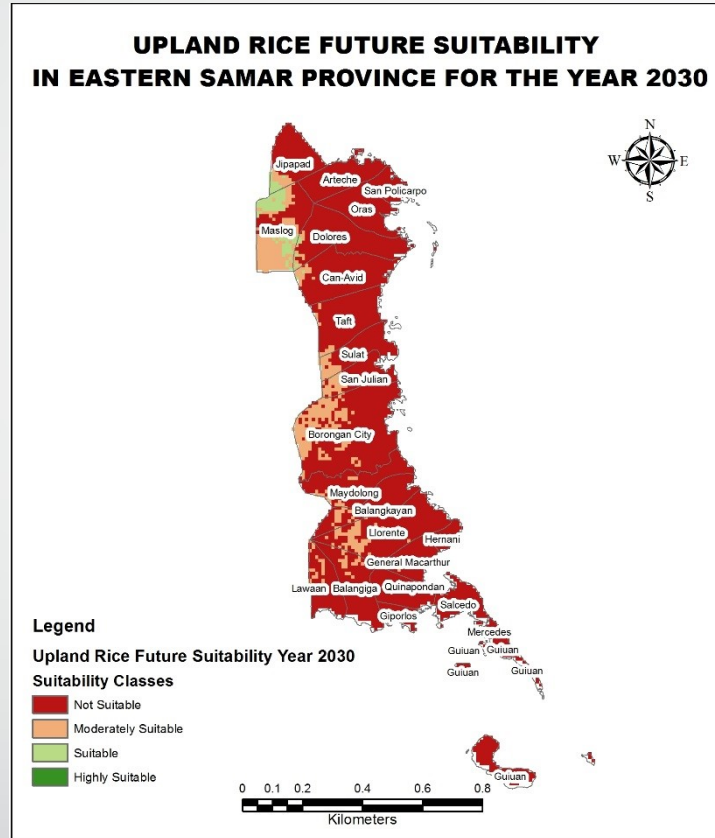 UPLAND RICE FUTURE SUITABILITY
IN EASTERN SAMAR PROVINCE FOR THE YEAR 2030
N
W E
S
Jipapad
Arteche
San Policarpo
Oras
Maslog
Dolores
Can-Avid
Taft
Sulat
San Julian
Borongan City
Maydolong
Balangkayan
Llorente
Hernani
General Macarthur
Lawaan Balangiga Quinapondan
Salcedo
Giporlos
Mercedes
Guiuan Guiuan
Guiuan Guiuan
Guiuan
Legend
Upland Rice Future Suitability Year 2030
Suitability Classes
Not Suitable
Moderately Suitable
Suitable
Highly Suitable
0 0.1 0.2 0.4 0.6 0.8
Kilometers